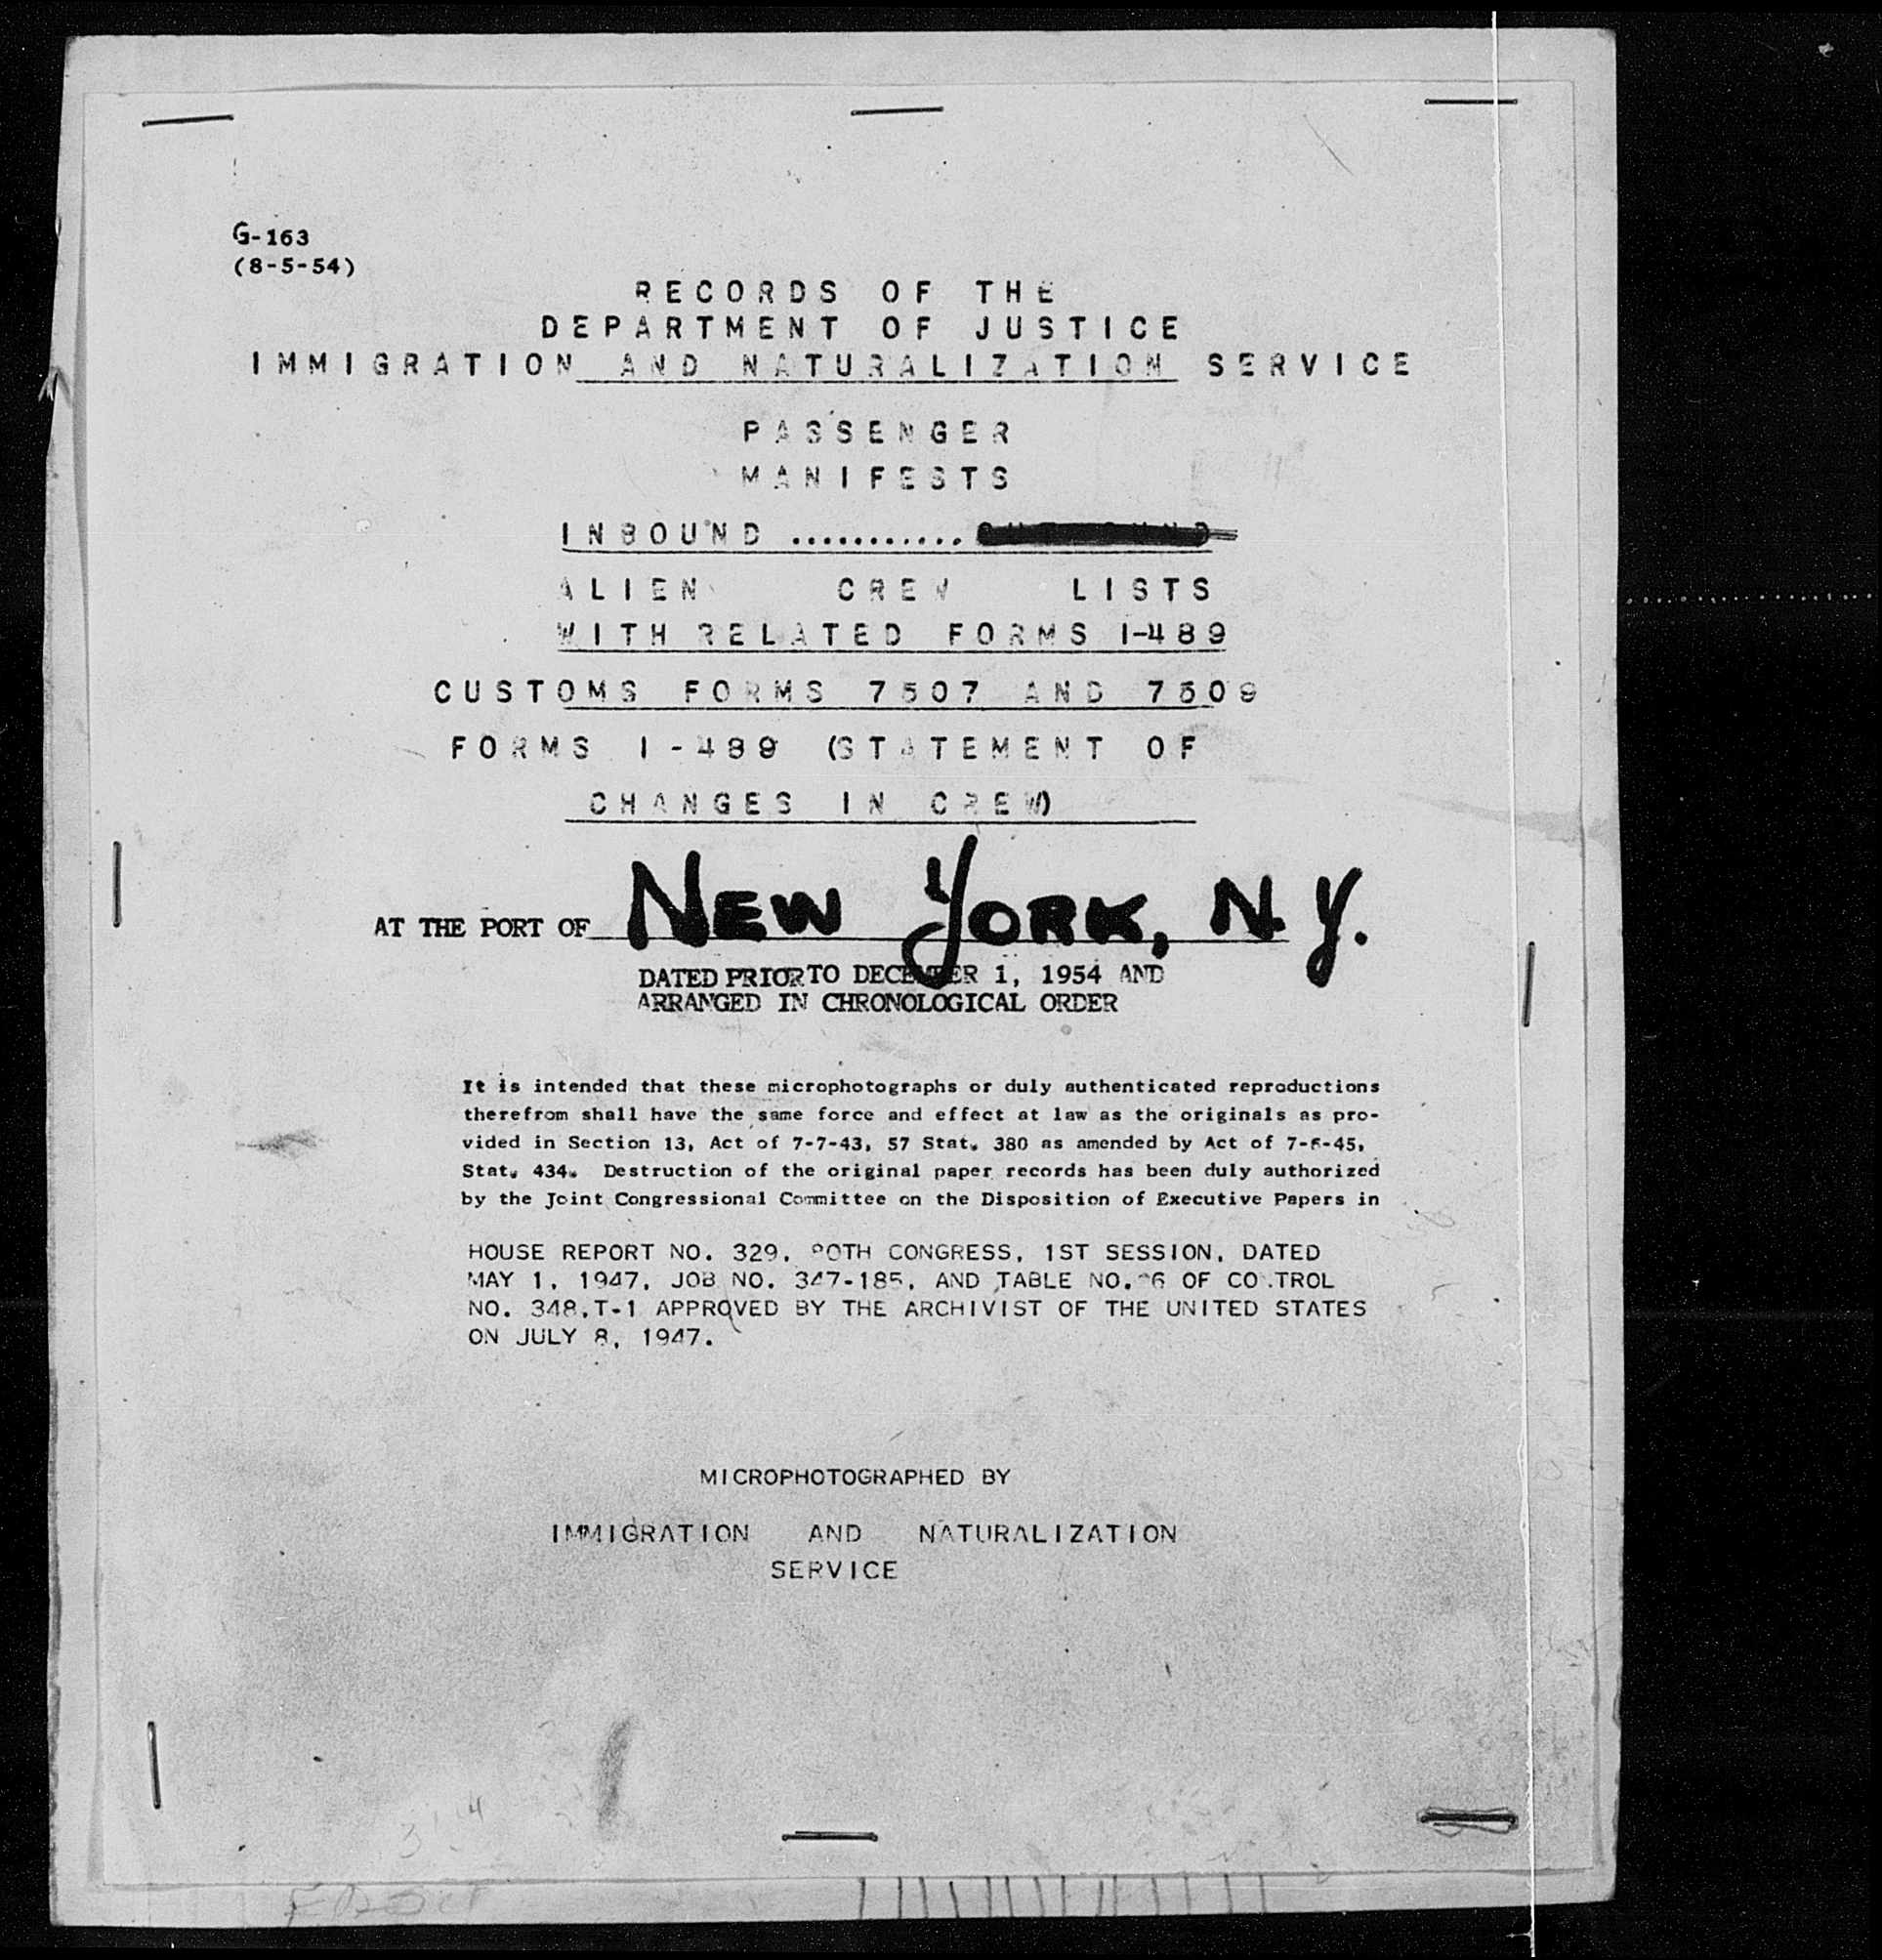 G-163
(8-5-54)
RECORDS OF THE
DEPARTMENT OF JUSTICE
IMMIGRATION AND NATURALIZATION SERVICE
PASSENGER
MANIFESTS
INBOUND ...........
ALIEN CREW LISTS
WITH RELATED FORMS I-489
CUSTOMS FORMS 7507 AND 7509
FORMS I-489 (STATEMENT OF
CHANGES IN CREW)
AT THE PORT OF NEW YORK, N.Y.
DATED PRIOR TO DECEMBER 1, 1954 AND
ARRANGED IN CHRONOLOGICAL ORDER
It is intended that these microphotographs or duly authenticated reproductions
therefrom shall have the same force and effect at law as the originals as pro-
vided in Section 13, Act of 7-7-43, 57 Stat. 380 as amended by Act of 7-6-45,
Stat. 434. Destruction of the original paper records has been duly authorized
by the Joint Congressional Committee on the Disposition of Executive Papers in
HOUSE REPORT NO. 329, 80TH CONGRESS, 1ST SESSION, DATED
MAY 1, 1947, JOB NO. 347-185, AND TABLE NO. OF CONTROL
NO. 348.T-1 APPROVED BY THE ARCHIVIST OF THE UNITED STATES
ON JULY 8, 1947.
MICROPHOTOGRAPHED BY
IMMIGRATION AND NATURALIZATION
SERVICE